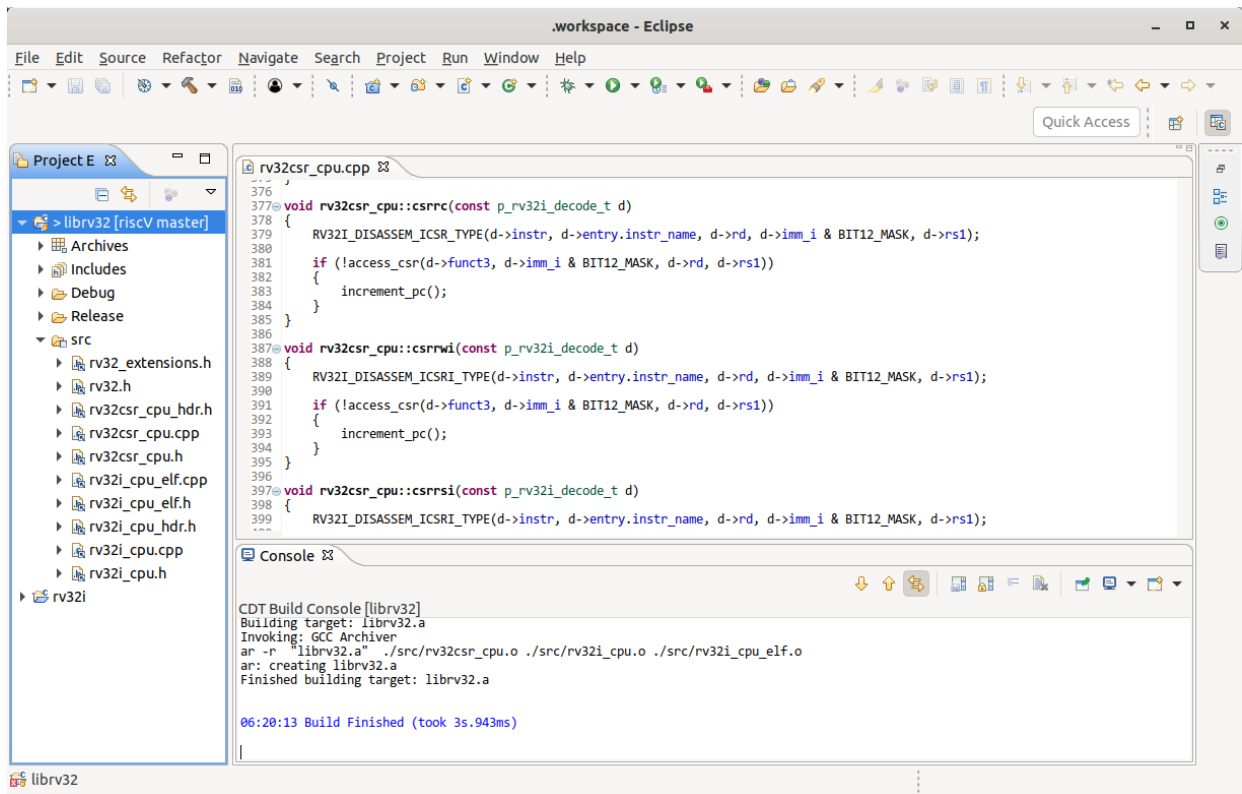 .workspace - Eclipse
File Edit Source Refactor Navigate Search Project Run Window Help
Quick Access
Project E
> librv32 [riscV master]
Archives
Includes
Debug
Release
src
rv32_extensions.h
rv32.h
rv32csr_cpu_hdr.h
rv32csr_cpu.cpp
rv32csr_cpu.h
rv32i_cpu_elf.cpp
rv32i_cpu_elf.h
rv32i_cpu_hdr.h
rv32i_cpu.cpp
rv32i_cpu.h
rv32i
rv32csr_cpu.cpp
376
377 void rv32csr_cpu::csrrc(const p_rv32i_decode_t d)
378 {
379 RV32I_DISASSEM_ICSR_TYPE(d->instr, d->entry.instr_name, d->rd, d->imm_i & BIT12_MASK, d->rs1);
380
381 if (!access_csr(d->funct3, d->imm_i & BIT12_MASK, d->rd, d->rs1))
382 {
383 increment_pc();
384 }
385 }
386
387 void rv32csr_cpu::csrrwi(const p_rv32i_decode_t d)
388 {
389 RV32I_DISASSEM_ICSRI_TYPE(d->instr, d->entry.instr_name, d->rd, d->imm_i & BIT12_MASK, d->rs1);
390
391 if (!access_csr(d->funct3, d->imm_i & BIT12_MASK, d->rd, d->rs1))
392 {
393 increment_pc();
394 }
395 }
396
397 void rv32csr_cpu::csrrsi(const p_rv32i_decode_t d)
398 {
399 RV32I_DISASSEM_ICSRI_TYPE(d->instr, d->entry.instr_name, d->rd, d->imm_i & BIT12_MASK, d->rs1);
Console
CDT Build Console [librv32]
Building target: librv32.a
Invoking: GCC Archiver
ar -r "librv32.a" ./src/rv32csr_cpu.o ./src/rv32i_cpu.o ./src/rv32i_cpu_elf.o
ar: creating librv32.a
Finished building target: librv32.a
06:20:13 Build Finished (took 3s.943ms)
librv32